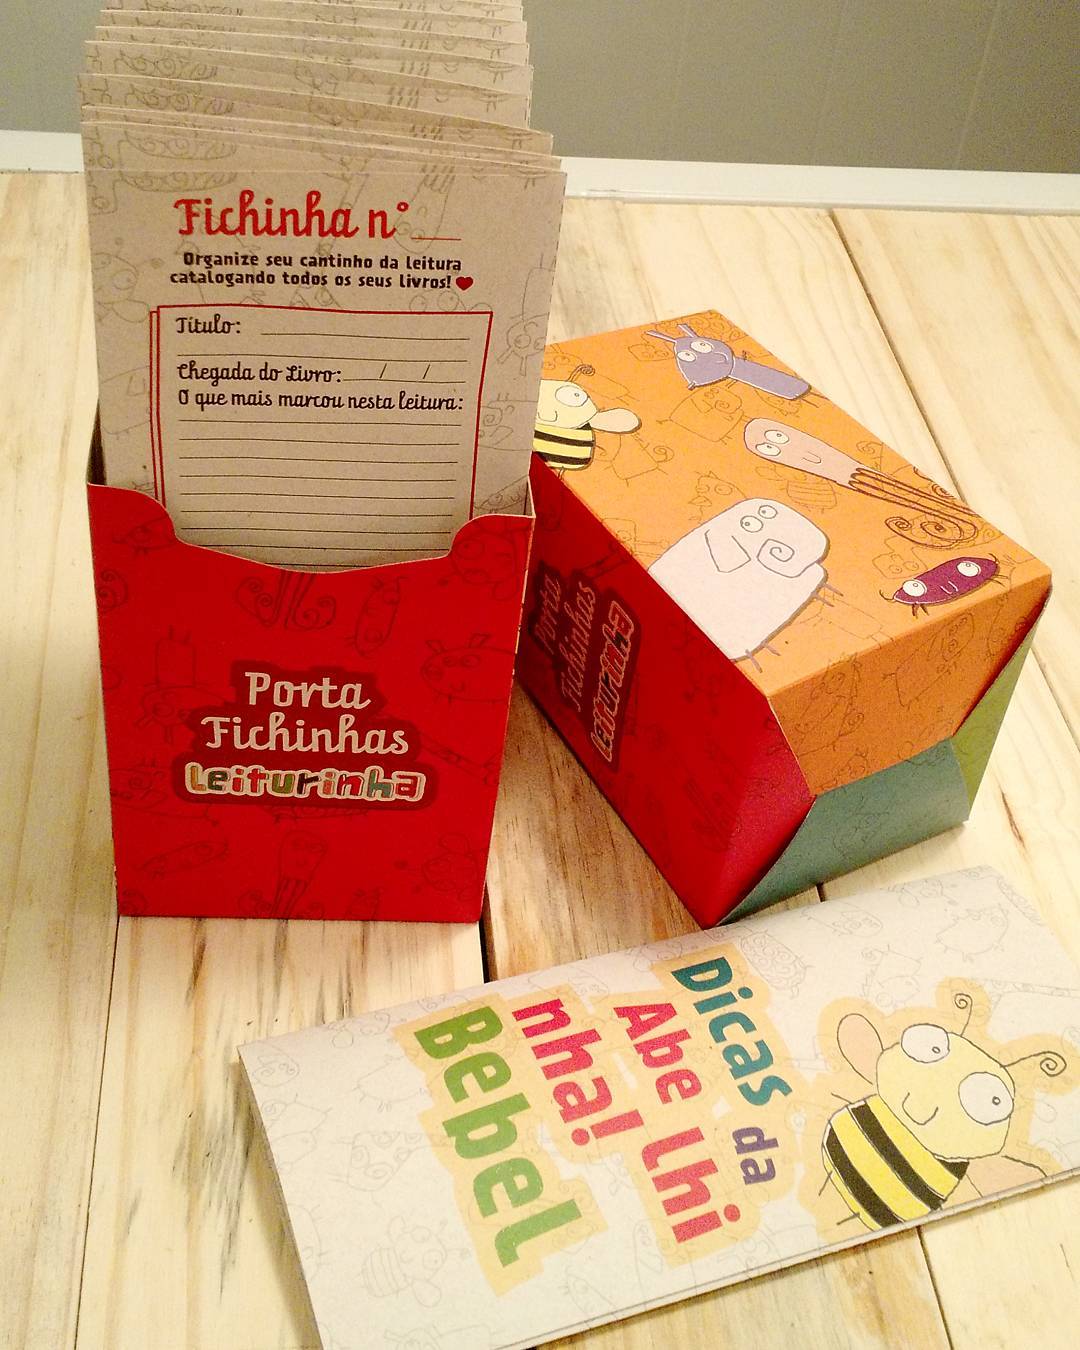 Fichinha nº
Organize seu cantinho da leitura
catalogando todos os seus livros!
Título:
Chegada do Livro: / /
O que mais marcou nesta leitura:
Porta
Fichinhas
Leiturinha
Porta
Fichinhas
Leiturinha
Dicas da
Abe lhi
nha!
Bebel